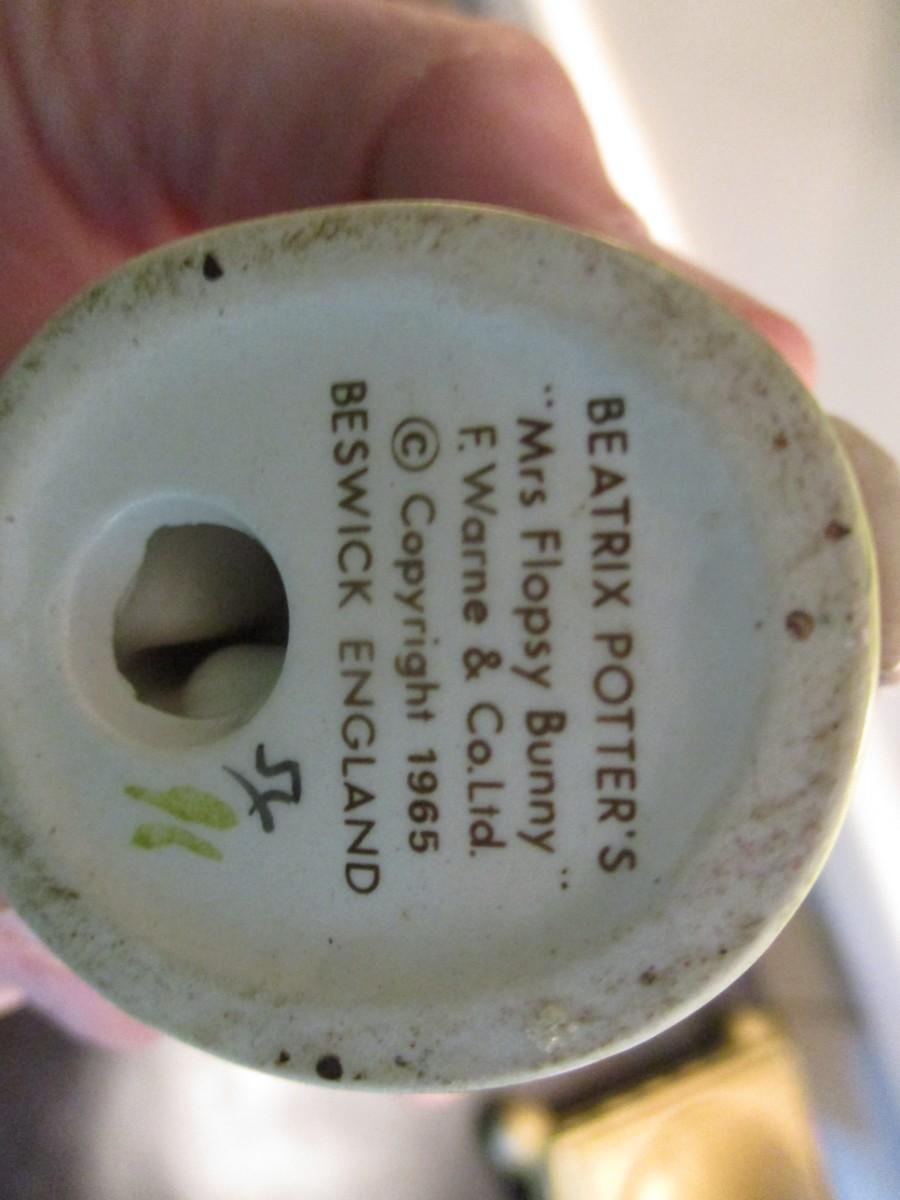 BEATRIX POTTER'S
"Mrs Flopsy Bunny"
F. Warne & Co.Ltd.
© Copyright 1965
BESWICK ENGLAND